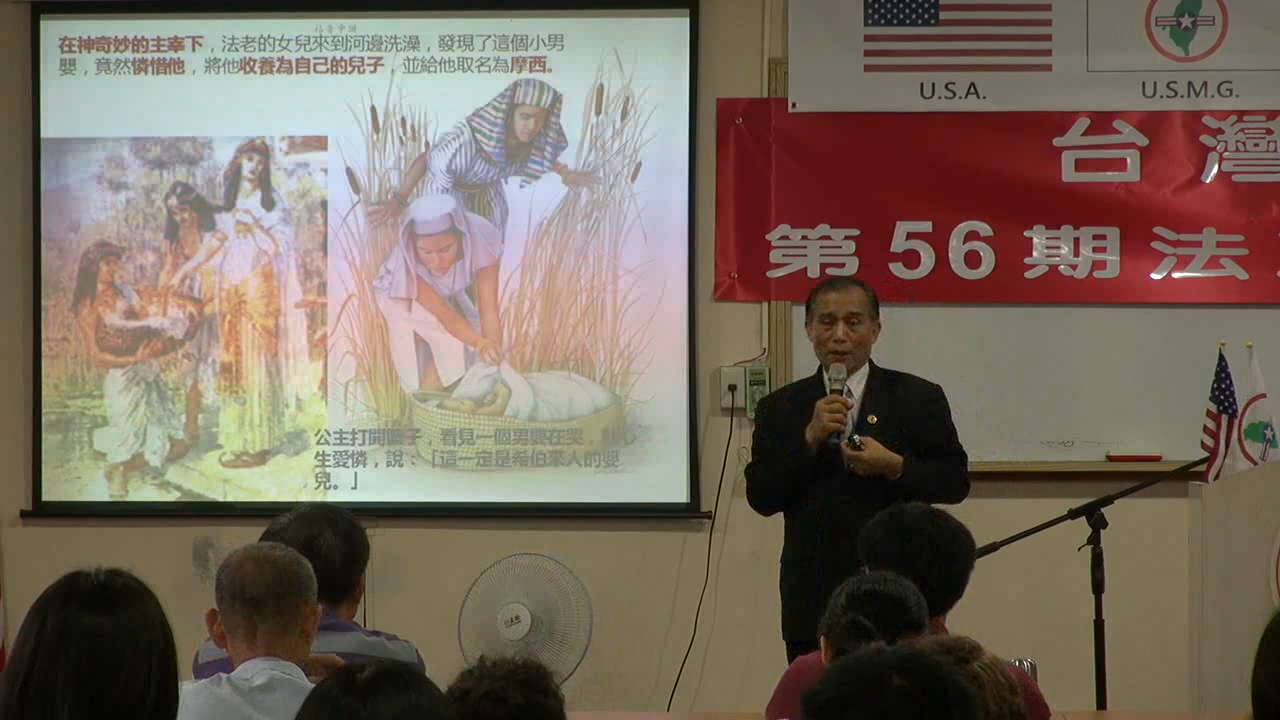 在神奇妙的主宰下，法老的女兒來到河邊洗澡，發現了這個小男
嬰，竟然憐惜他，將他收養為自己的兒子，並給他取名為摩西。
公主打開
子，看見一個男嬰在哭，
生愛憐，說：「這一定是希伯來人的嬰
兒。」
U.S.A.
U.S.M.G.
台灣
第56期法